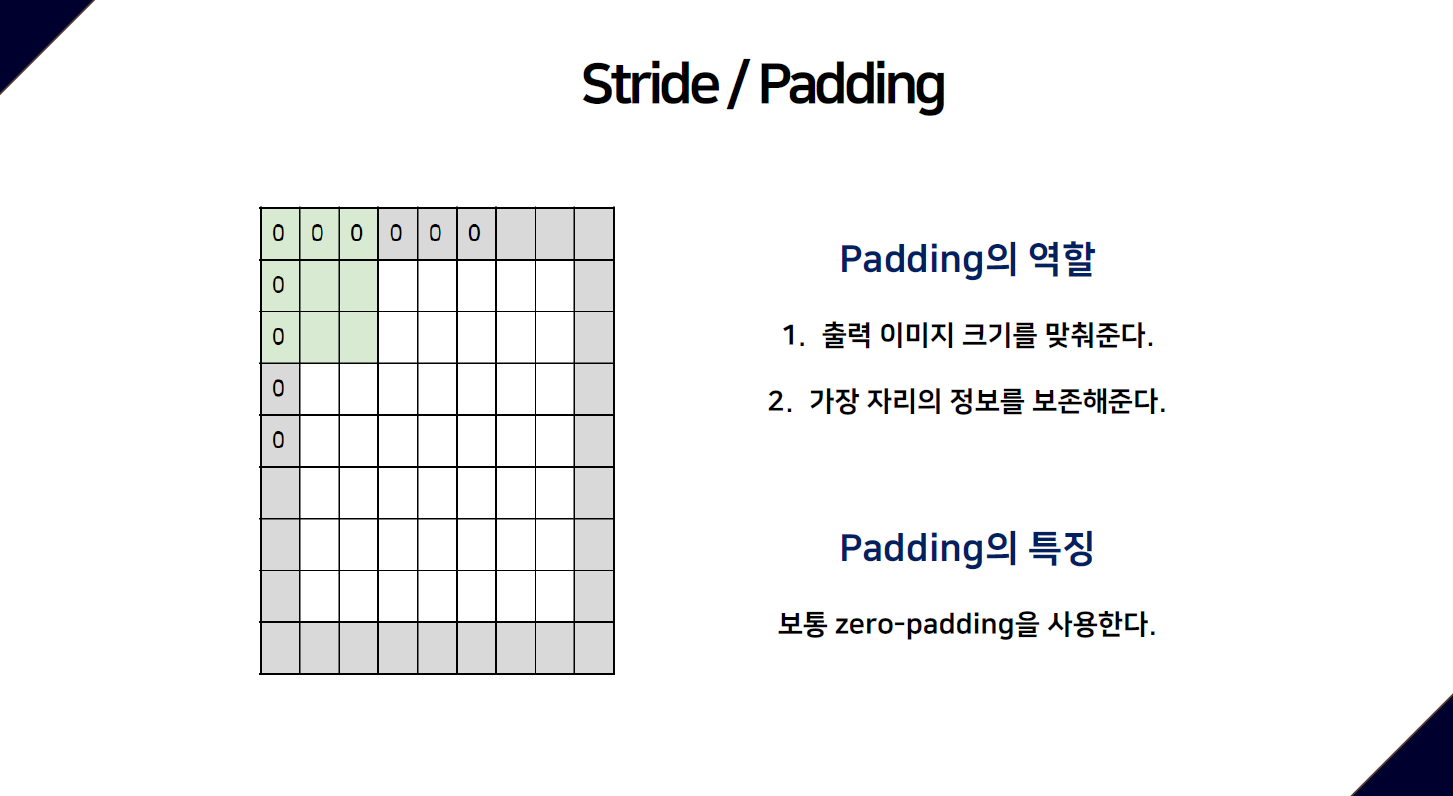 Stride / Padding
0 0 0 0 0 0
0
0
0
0
Padding의 역할
1. 출력 이미지 크기를 맞춰준다.
2. 가장 자리의 정보를 보존해준다.
Padding의 특징
보통 zero-padding을 사용한다.